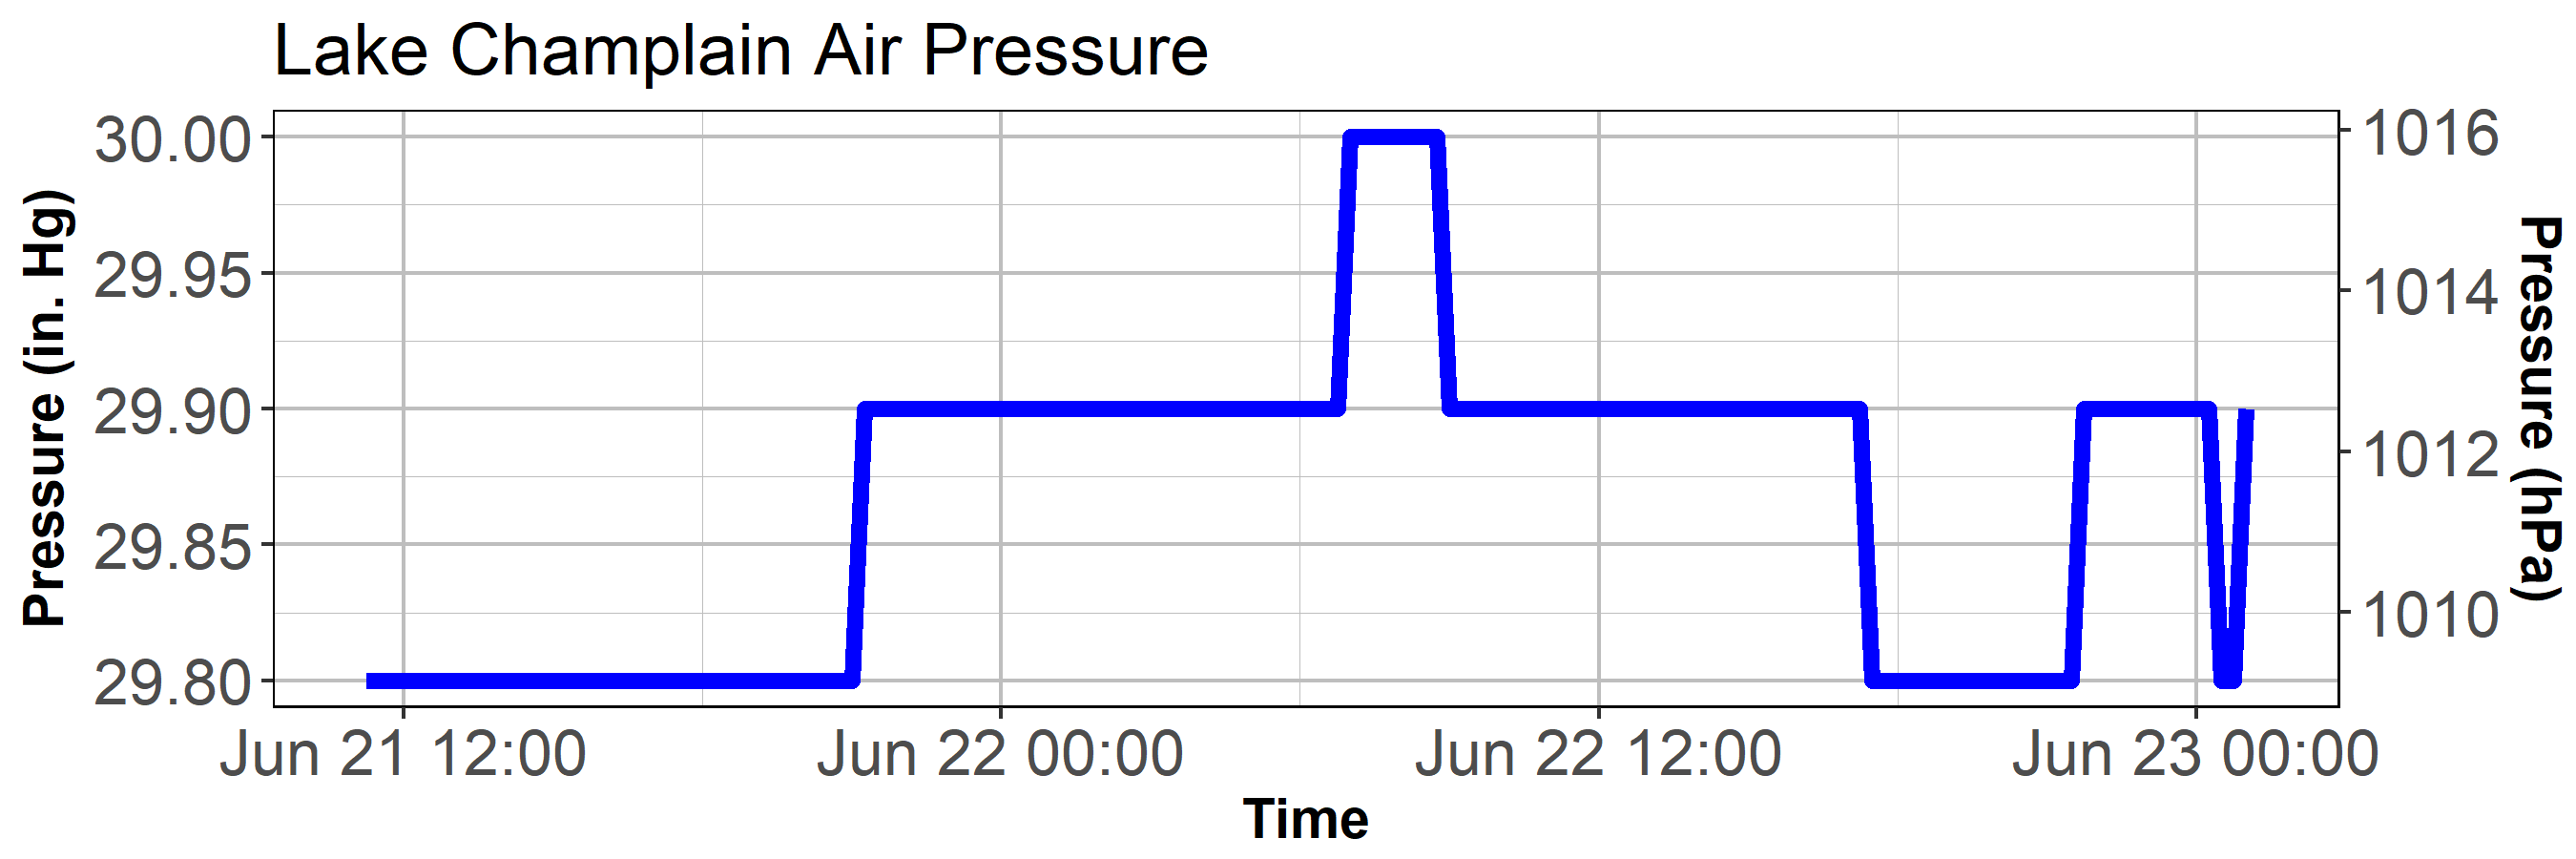 Lake Champlain Air Pressure
30.00
29.95
29.90
29.85
29.80
Pressure (in. Hg)
1016
1014
1012
1010
Pressure (hPa)
Jun 21 12:00
Jun 22 00:00
Jun 22 12:00
Jun 23 00:00
Time